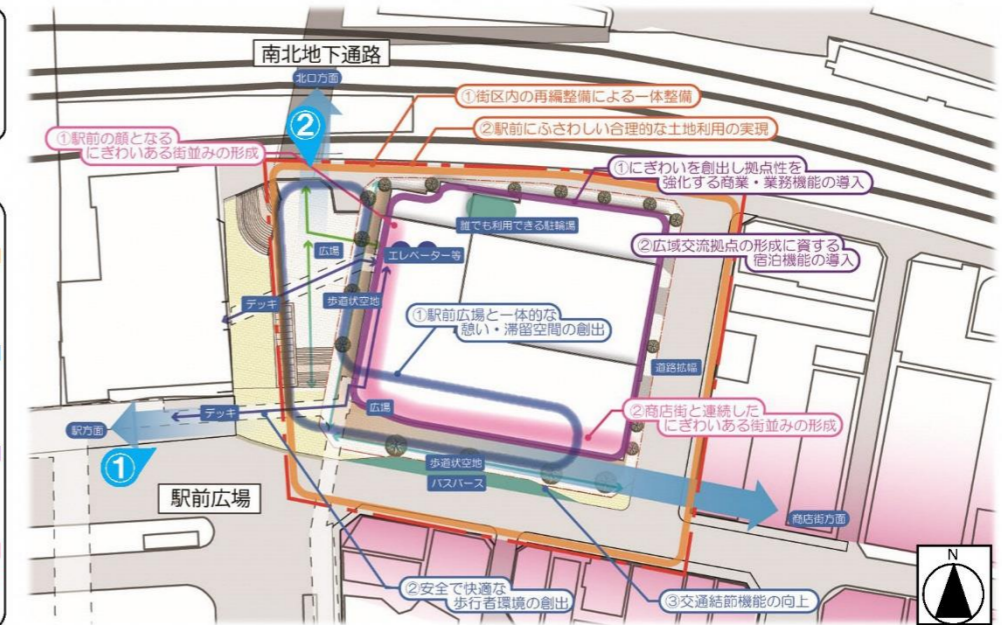 南北地下通路
北口方面
②
①街区内の再編整備による一体整備
②駅前にふさわしい合理的な土地利用の実現
①駅前の顔となる
にぎわいある街並みの形成
①にぎわいを創出し拠点性を
強化する商業・業務機能の導入
誰でも利用できる駐輪場
②広域交流拠点の形成に資する
宿泊機能の導入
広場
エレベーター等
デッキ
歩道状空地
①駅前広場と一体的な
憩い・滞留空間の創出
道路拡幅
広場
②商店街と連続した
にぎわいある街並みの形成
デッキ
駅方面
①
歩道状空地
バスバース
駅前広場
商店街方面
②安全で快適な
歩行者環境の創出
③交通結節機能の向上
N